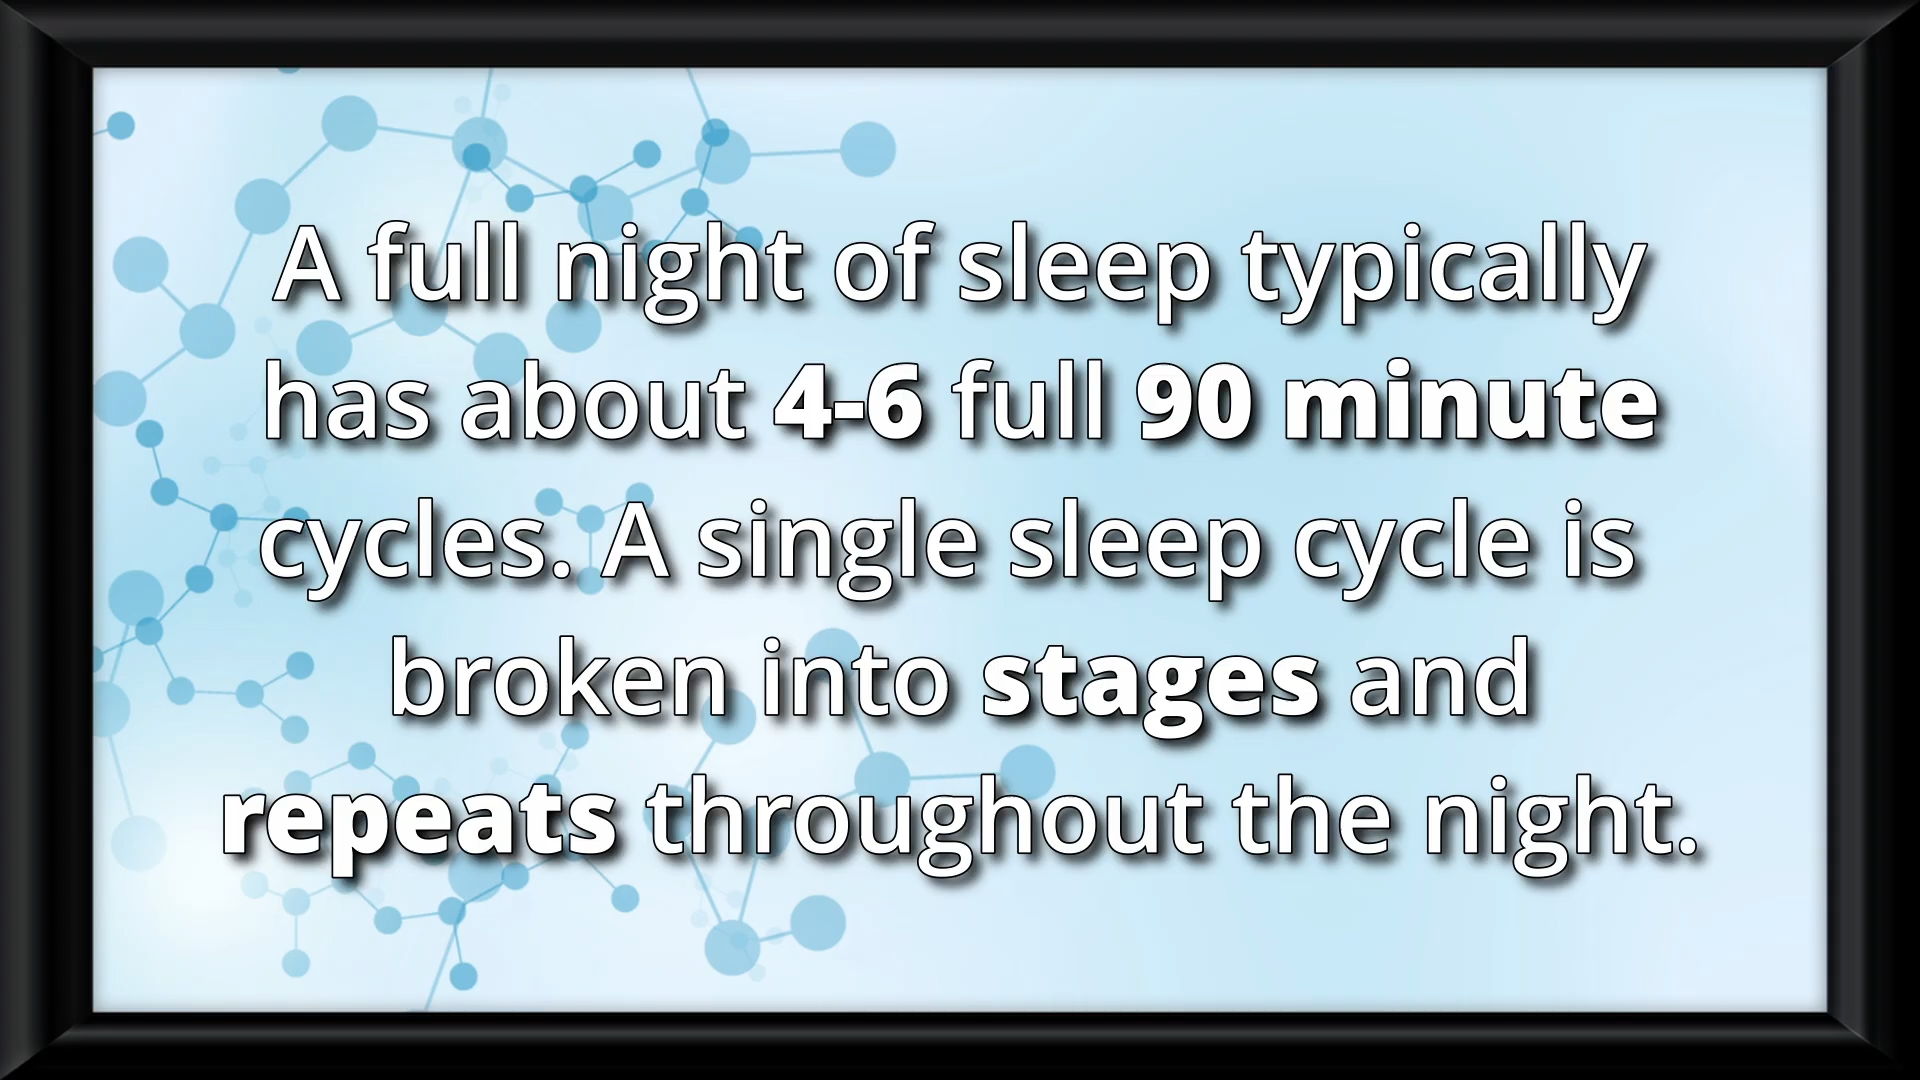 A full night of sleep typically
has about 4-6 full 90 minute
cycles. A single sleep cycle is
broken into stages and
repeats throughout the night.